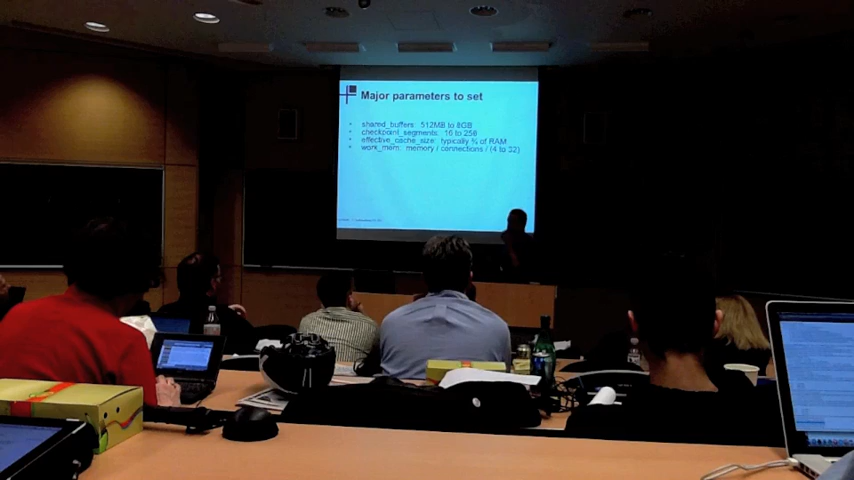 Major parameters to set
• shared_buffers: 512MB to 8GB
• checkpoint_segments: 16 to 256
• effective_cache_size: typically ¾ of RAM
• work_mem: memory / connections / (4 to 32)